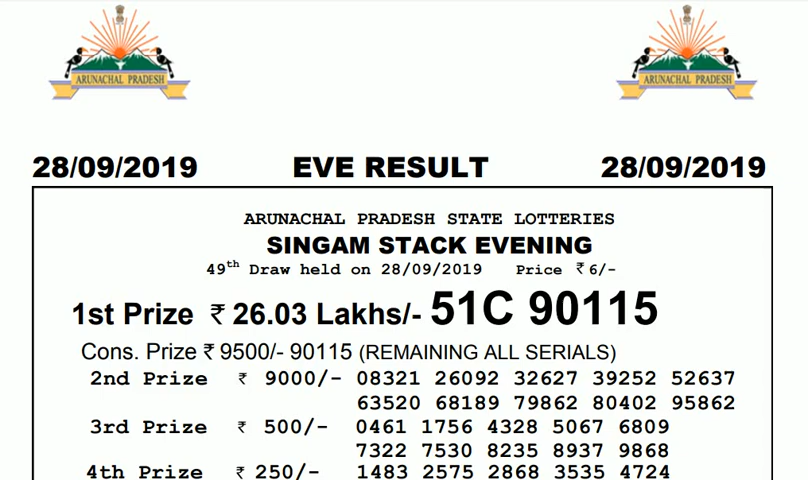 ARUNACHAL PRADESH ARUNACHAL PRADESH
28/09/2019 EVE RESULT 28/09/2019
ARUNACHAL PRADESH STATE LOTTERIES
SINGAM STACK EVENING
49th Draw held on 28/09/2019 Price ₹ 6/-
1st Prize ₹ 26.03 Lakhs/- 51C 90115
Cons. Prize ₹ 9500/- 90115 (REMAINING ALL SERIALS)
2nd Prize ₹ 9000/- 08321 26092 32627 39252 52637
63520 68189 79862 80402 95862
3rd Prize ₹ 500/- 0461 1756 4328 5067 6809
7322 7530 8235 8937 9868
4th Prize ₹ 250/- 1483 2575 2868 3535 4724